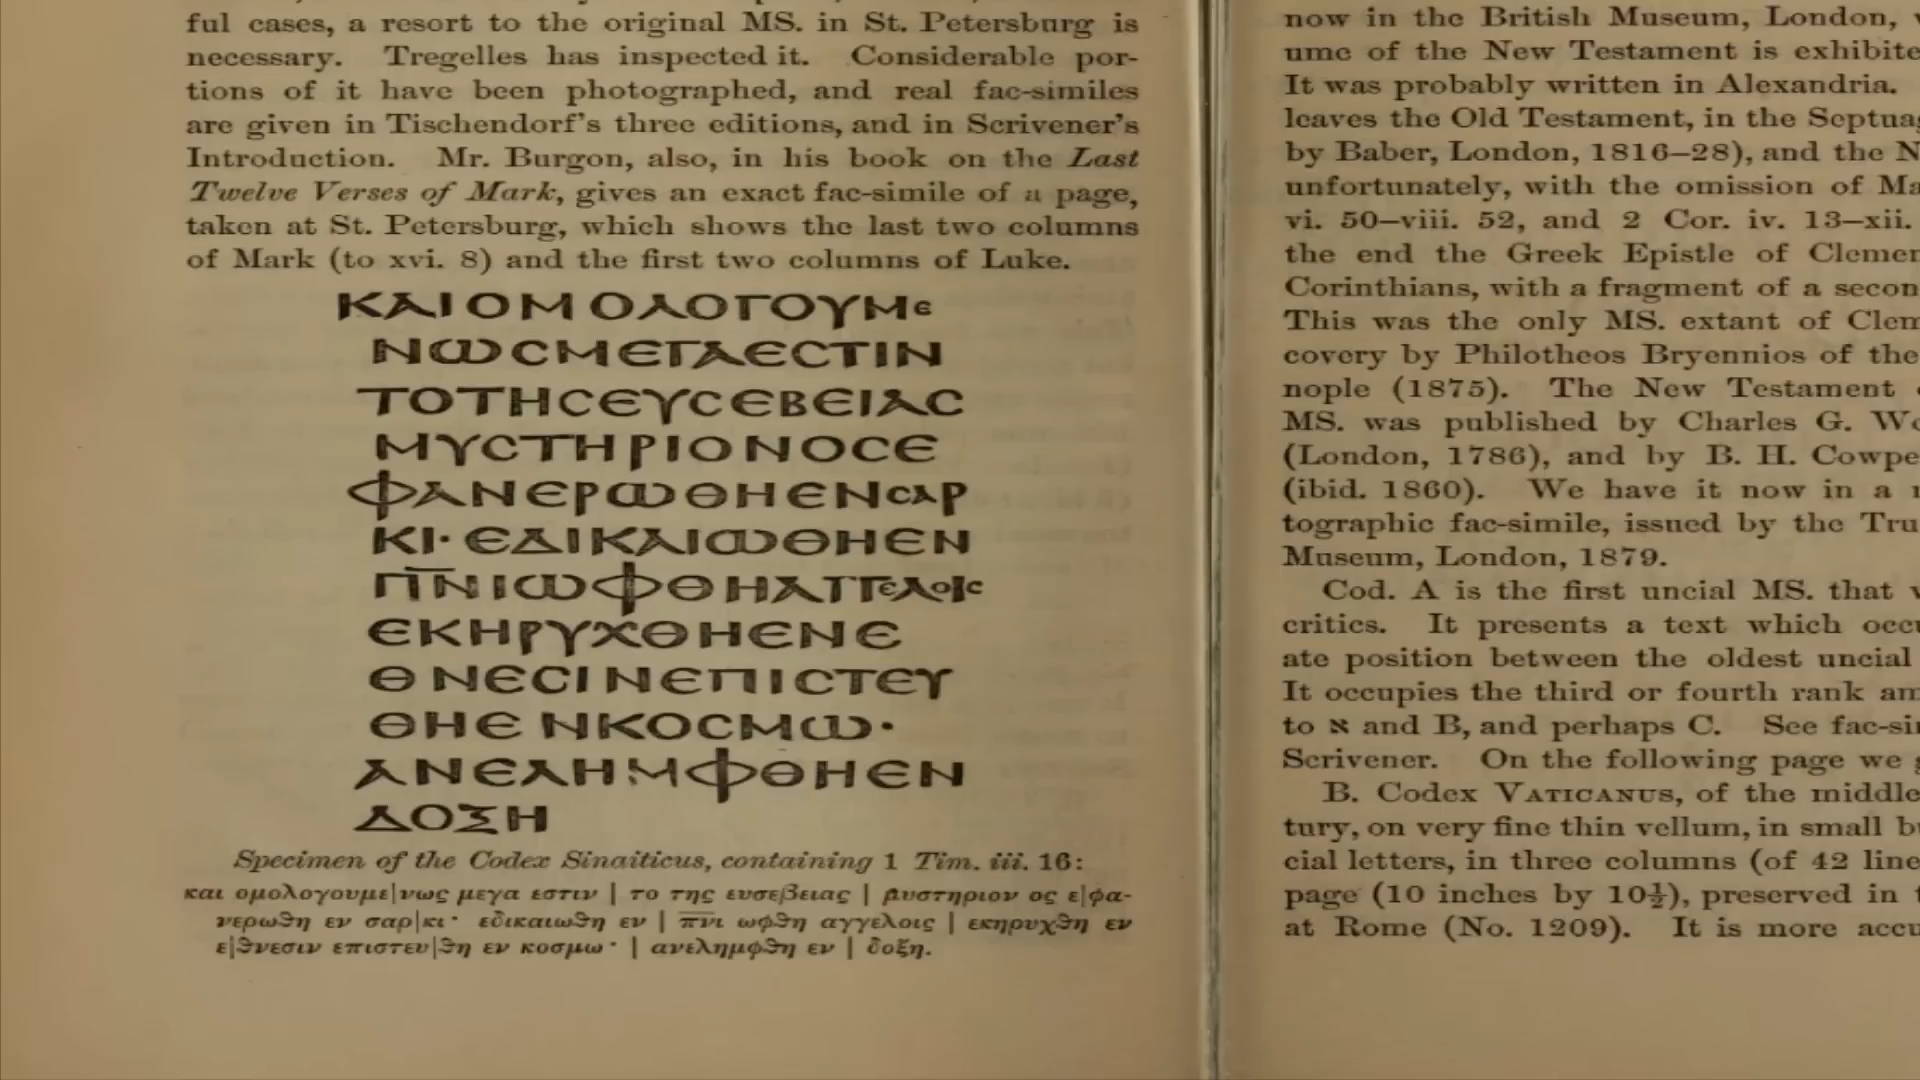 ful cases, a resort to the original MS. in St. Petersburg is
necessary. Tregelles has inspected it. Considerable por-
tions of it have been photographed, and real fac-similes
are given in Tischendorf's three editions, and in Scrivener's
Introduction. Mr. Burgon, also, in his book on the Last
Twelve Verses of Mark, gives an exact fac-simile of a page,
taken at St. Petersburg, which shows the last two columns
of Mark (to xvi. 8) and the first two columns of Luke.
ΚΑΙΟΜΟΛΟΓΟΥΜΕ
ΝΩϹΜΕΓΑΕϹΤΙΝ
ΤΟΤΗϹΕΥϹΕΒΕΙΑϹ
ΜΥϹΤΗΡΙΟΝΟϹΕ
ΦΑΝΕΡΩΘΗΕΝϹΑΡ
ΚΙ· ΕΔΙΚΑΙΩΘΗΕΝ
Π̅Ν̅ΙΩΦΘΗΑΓΓΕΛΟΙϹ
ΕΚΗΡΥΧΘΗΕΝΕ
ΘΝΕϹΙΝΕΠΙϹΤΕΥ
ΘΗΕΝΚΟϹΜΩ·
ΑΝΕΛΗΜΦΘΗΕΝ
ΔΟΞΗ
Specimen of the Codex Sinaiticus, containing 1 Tim. iii. 16:
και ομολογουμε|νως μεγα εστιν | το της ευσεβειας | μυστηριον ος ε|φα-
νερωϑη εν σαρ|κι· εδικαιωϑη εν | π̅ν̅ι ωφϑη αγγελοις | εκηρυχϑη εν
ε|ϑνεσιν επιστευ|ϑη εν κοσμω· | ανελημφϑη εν | δοξη.
now in the British Museum, London,
ume of the New Testament is
It was probably written in Alexandria.
leaves the Old Testament, in the
by Baber, London, 1816–28), and the
unfortunately, with the omission of
vi. 50–viii. 52, and 2 Cor. iv. 13–xii.
the end the Greek Epistle of
Corinthians, with a fragment of a
This was the only MS. extant of
covery by Philotheos Bryennios of the
nople (1875). The New Testament
MS. was published by Charles G.
(London, 1786), and by B. H.
(ibid. 1860). We have it now in a
tographic fac-simile, issued by the
Museum, London, 1879.
Cod. A is the first uncial MS. that
critics. It presents a text which
ate position between the oldest uncial
It occupies the third or fourth rank
to א and B, and perhaps C. See
Scrivener. On the following page we
B. Codex VATICANUS, of the middle
tury, on very fine thin vellum, in small
cial letters, in three columns (of 42
page (10 inches by 10½), preserved in
at Rome (No. 1209). It is more